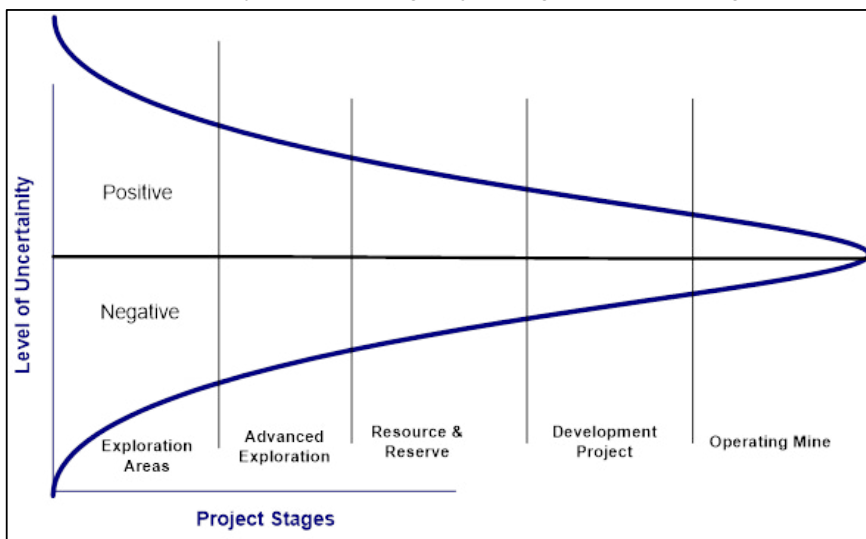 Positive
Level of Uncertainity
Negative
Exploration
Areas
Advanced
Exploration
Resource &
Reserve
Development
Project
Operating Mine
Project Stages